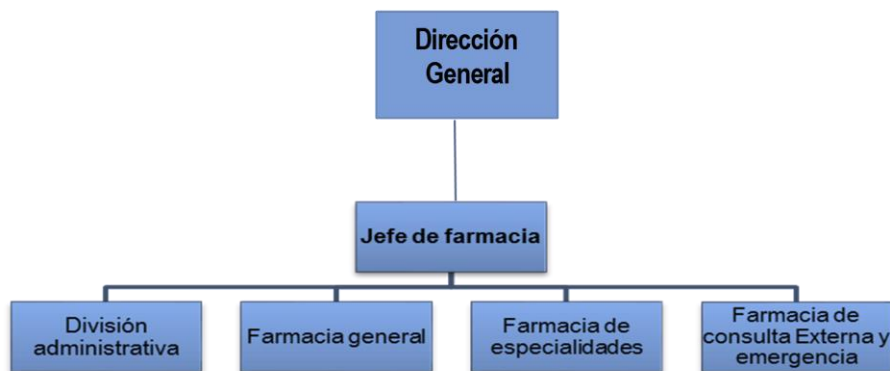 Dirección
General
Jefe de farmacia
División
administrativa
Farmacia general
Farmacia de
especialidades
Farmacia de
consulta Externa y
emergencia